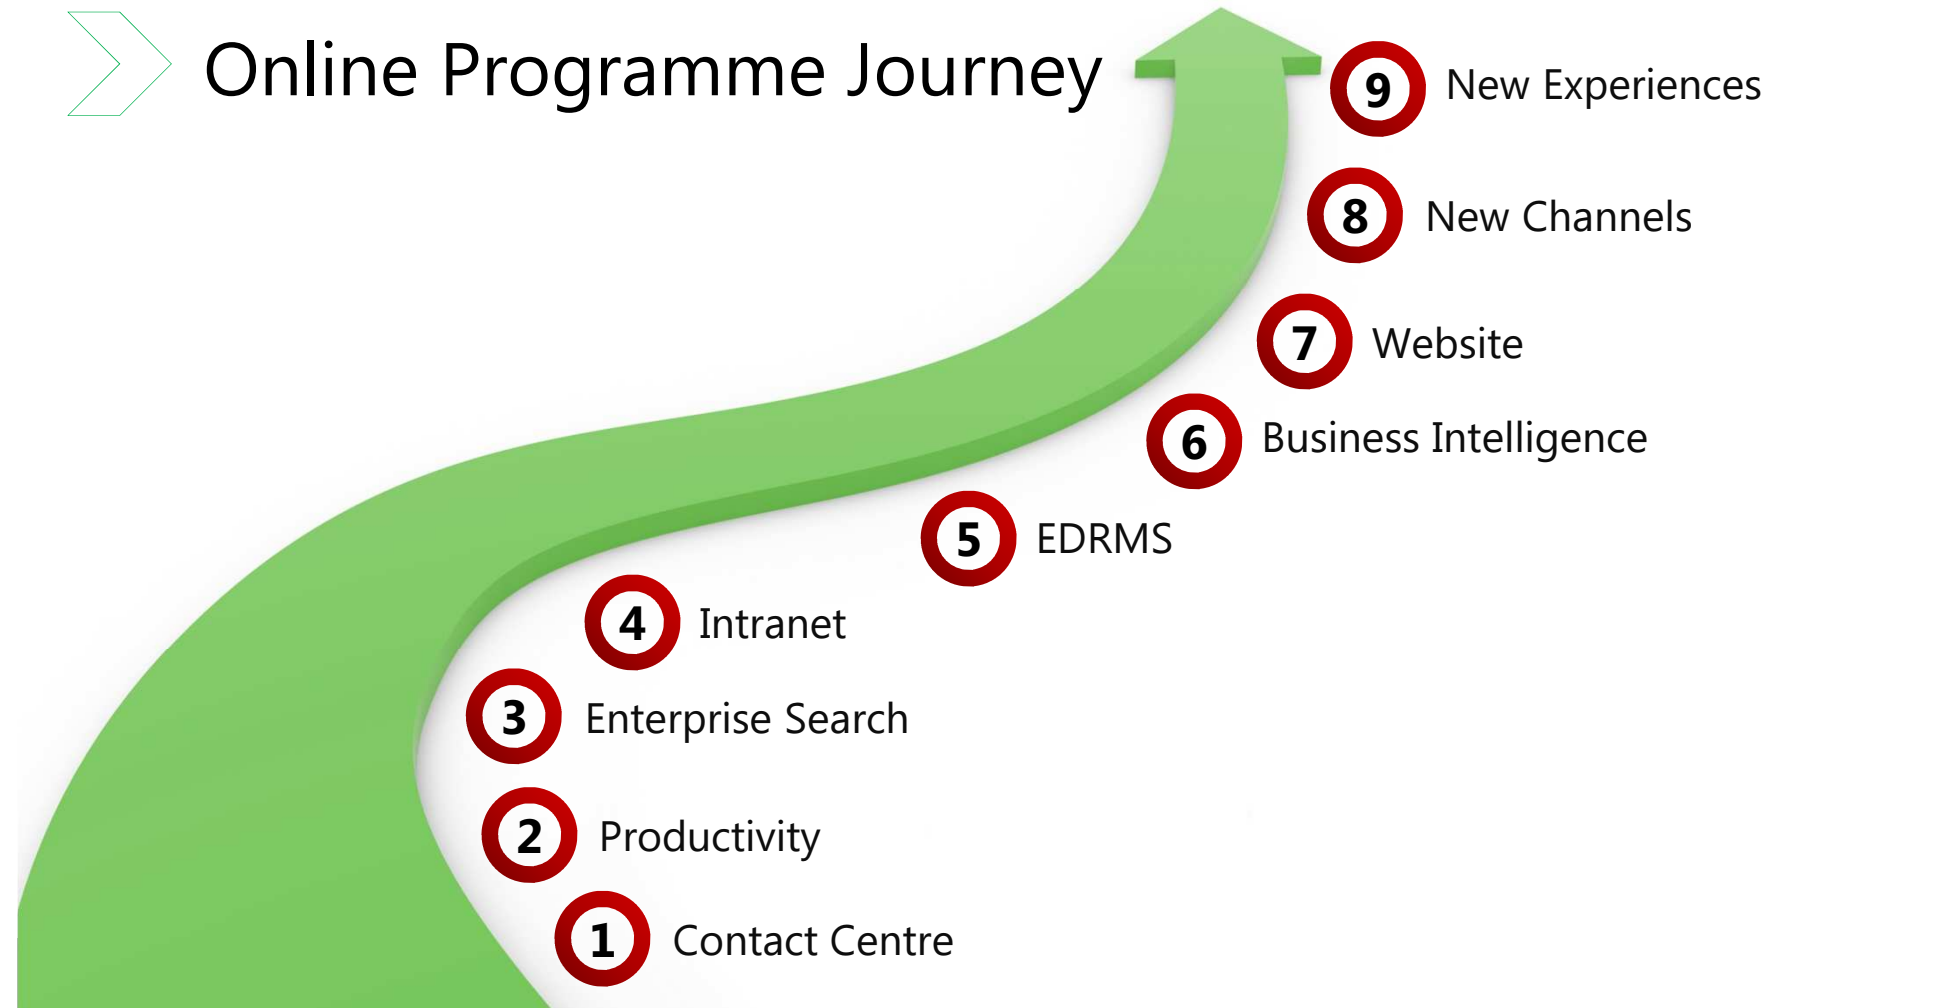 Online Programme Journey
9 New Experiences
8 New Channels
7 Website
6 Business Intelligence
5 EDRMS
4 Intranet
3 Enterprise Search
2 Productivity
1 Contact Centre